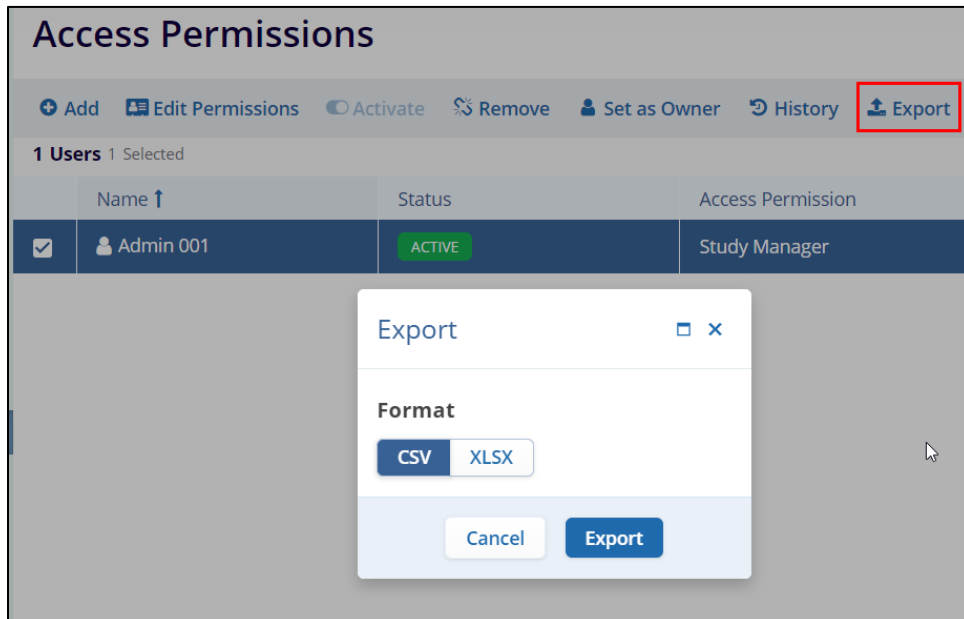 Access Permissions
Add Edit Permissions Activate Remove Set as Owner History Export
1 Users 1 Selected
Name Status Access Permission
Admin 001 ACTIVE Study Manager
Export
Format
CSV XLSX
Cancel Export